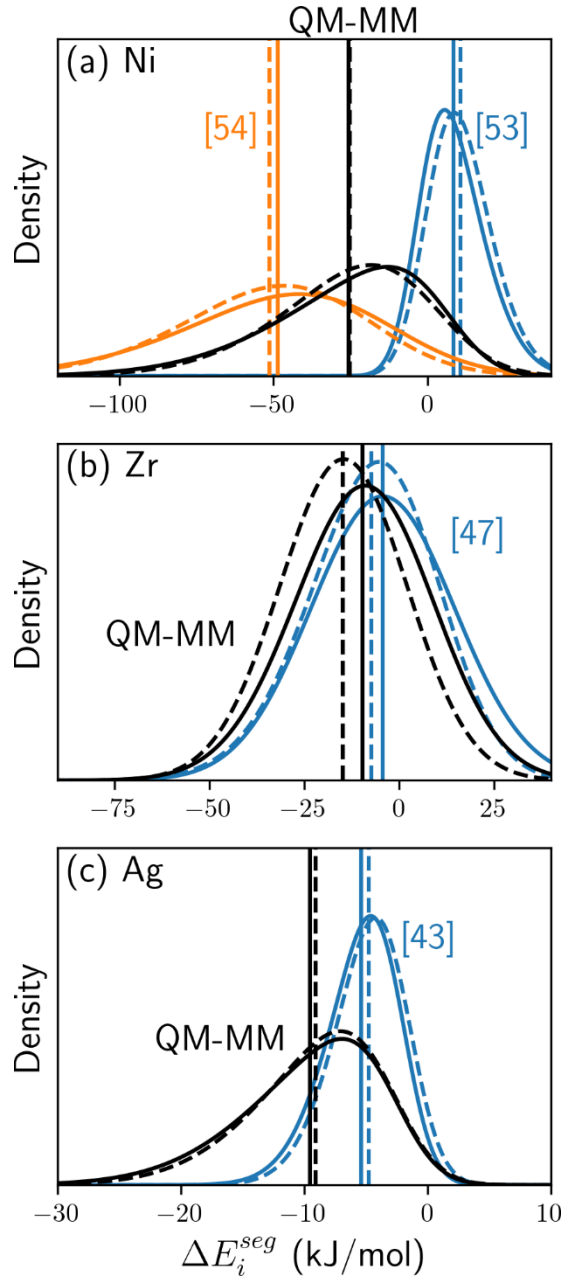 QM-MM
(a) Ni
[54]
[53]
Density
−100
−50
0
(b) Zr
[47]
QM-MM
Density
−75
−50
−25
0
25
(c) Ag
[43]
QM-MM
Density
−30
−20
−10
0
10
ΔE_i^{seg} (kJ/mol)